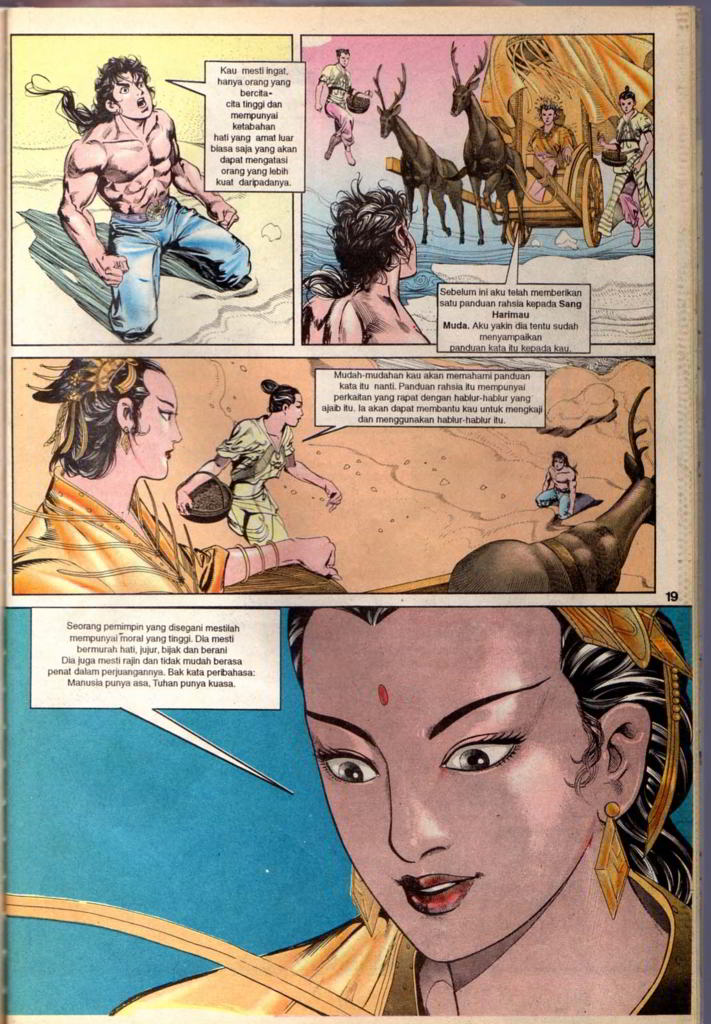 Kau mesti ingat,
hanya orang yang
bercita-
cita tinggi dan
mempunyai
ketabahan
hati yang amat luar
biasa saja yang akan
dapat mengatasi
orang yang lebih
kuat daripadanya.
Sebelum ini aku telah memberikan
satu panduan rahsia kepada Sang
Harimau
Muda. Aku yakin dia tentu sudah
menyampaikan
panduan kata itu kepada kau.
Mudah-mudahan kau akan memahami panduan
kata itu nanti. Panduan rahsia itu mempunyai
perkaitan yang rapat dengan hablur-hablur yang
ajaib itu. Ia akan dapat membantu kau untuk mengkaji
dan menggunakan hablur-hablur itu.
19
Seorang pemimpin yang disegani mestilah
mempunyai moral yang tinggi. Dia mesti
bermurah hati, jujur, bijak dan berani
Dia juga mesti rajin dan tidak mudah berasa
penat dalam perjuangannya. Bak kata peribahasa:
Manusia punya asa, Tuhan punya kuasa.